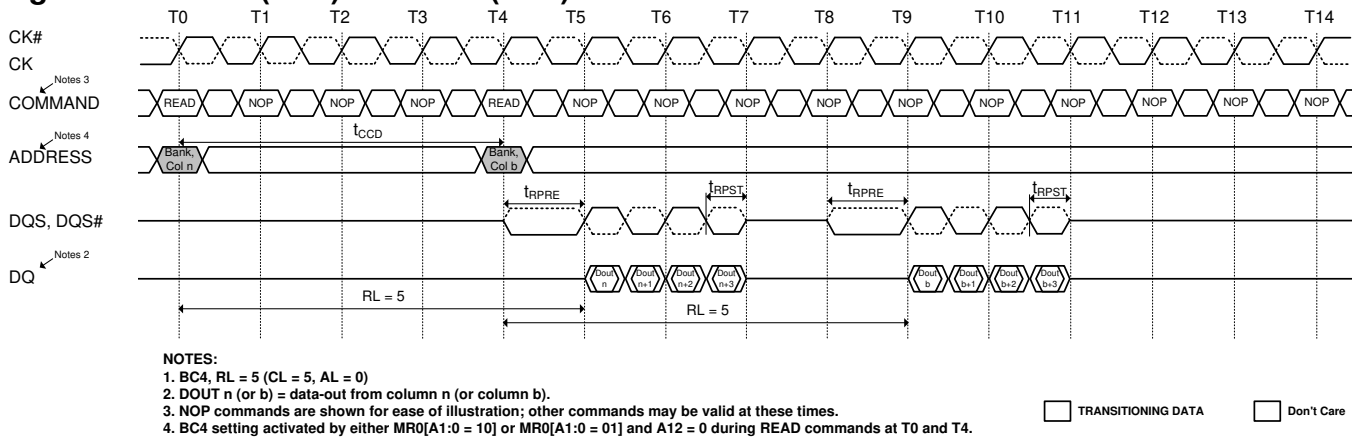 T0 T1 T2 T3 T4 T5 T6 T7 T8 T9 T10 T11 T12 T13 T14
CK#
CK
Notes 3
COMMAND READ NOP NOP NOP READ NOP NOP NOP NOP NOP NOP NOP NOP NOP NOP
tCCD
Notes 4
ADDRESS Bank, Col n Bank, Col b
tRPRE tRPST tRPRE tRPST
DQS, DQS#
Notes 2
DQ Dout n Dout n+1 Dout n+2 Dout n+3 Dout b Dout b+1 Dout b+2 Dout b+3
RL = 5
RL = 5
NOTES:
1. BC4, RL = 5 (CL = 5, AL = 0)
2. DOUT n (or b) = data-out from column n (or column b).
3. NOP commands are shown for ease of illustration; other commands may be valid at these times.
4. BC4 setting activated by either MR0[A1:0 = 10] or MR0[A1:0 = 01] and A12 = 0 during READ commands at T0 and T4.
TRANSITIONING DATA Don't Care